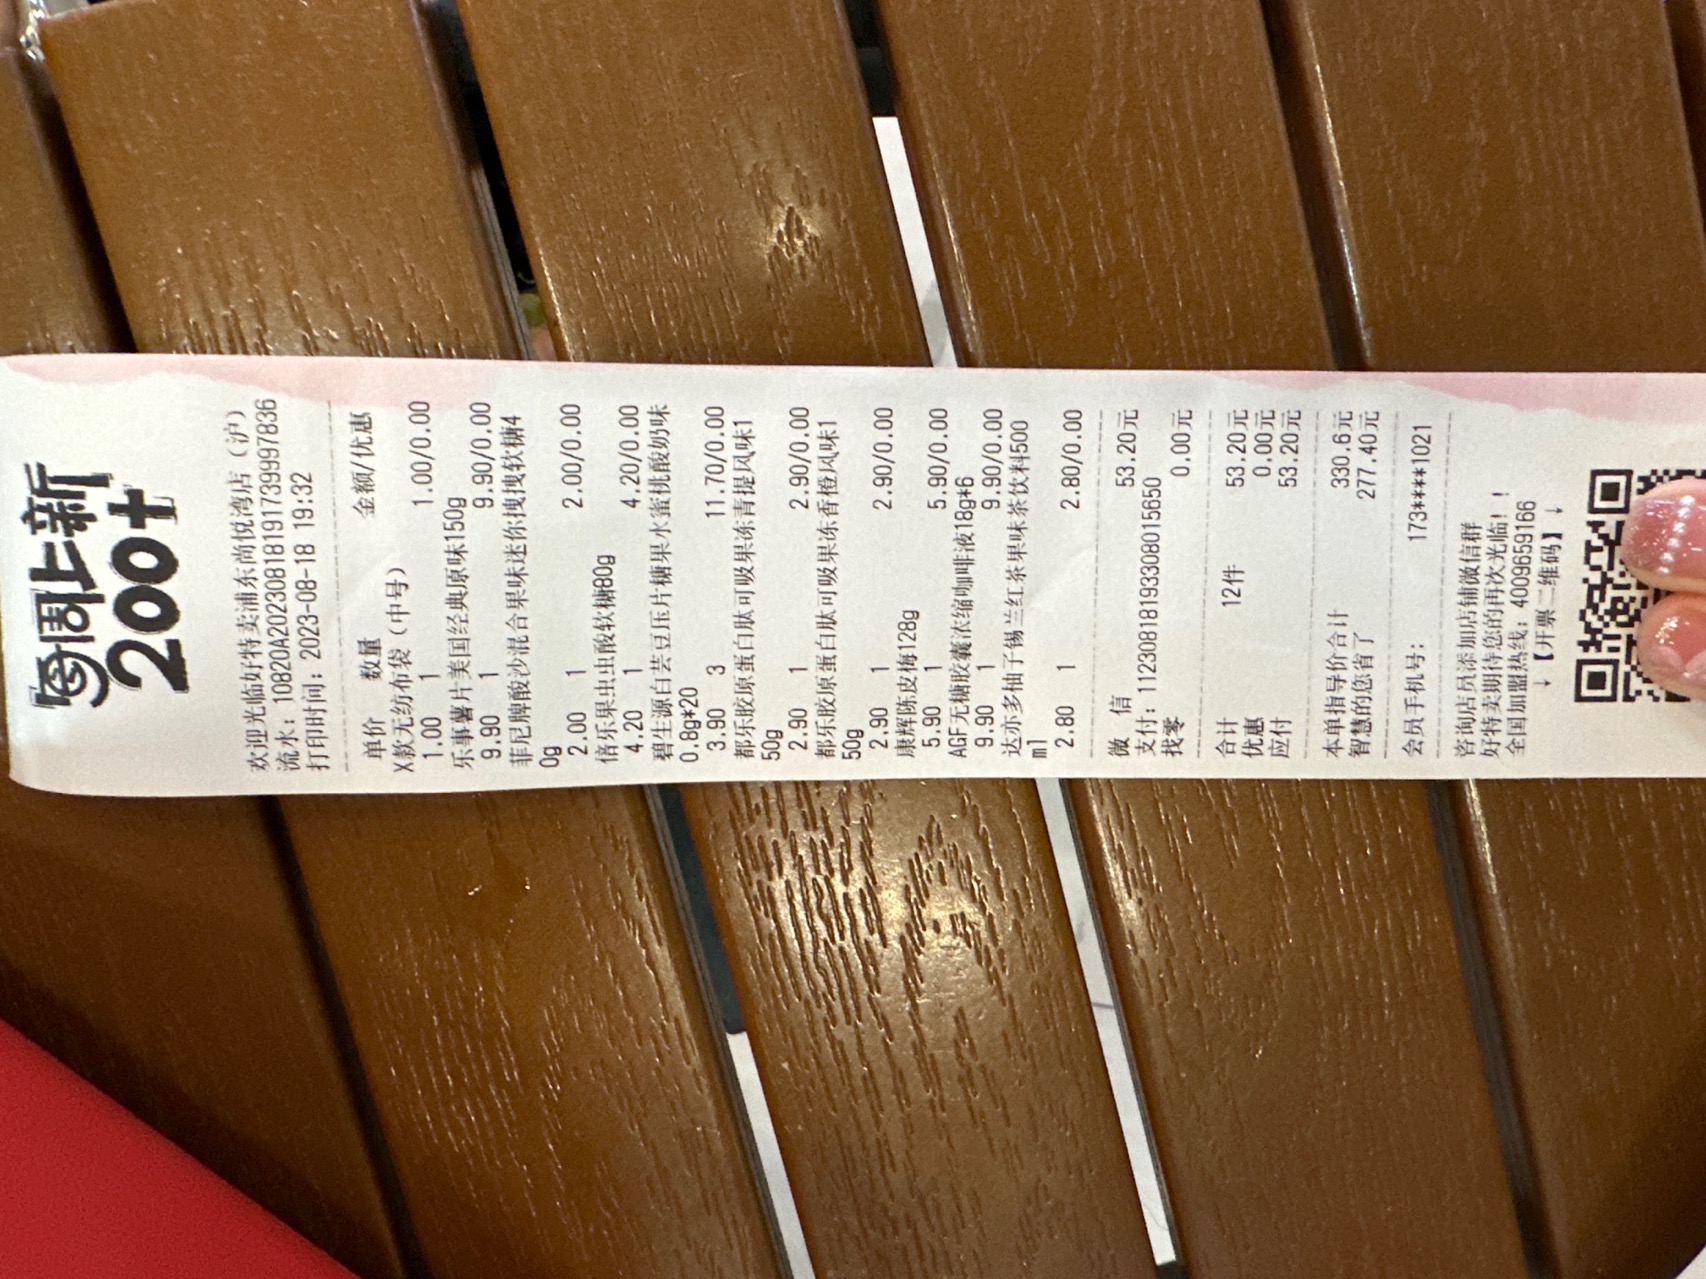 每周上新
200+
欢迎光临好特卖浦东尚悦湾店（沪）
流水：10820A2023081819173999783​6
打印时间：2023-08-18 19:32
单价 数量 金额/优惠
X款无纺布袋（中号）
1.00 1 1.00/0.00
乐事薯片美国经典原味150g
9.90 1 9.90/0.00
菲尼牌酸沙混合果味迷你拽拽软糖4
0g
2.00 1 2.00/0.00
倍乐果虫虫酸软糖80g
4.20 1 4.20/0.00
碧生源白芸豆压片糖果水蜜桃酸奶味
0.8g*20
3.90 3 11.70/0.00
都乐胶原蛋白肽可吸果冻青提风味1
50g
2.90 1 2.90/0.00
都乐胶原蛋白肽可吸果冻香橙风味1
50g
2.90 1 2.90/0.00
康辉陈皮梅128g
5.90 1 5.90/0.00
AGF无糖胶囊浓缩咖啡液18g*6
9.90 1 9.90/0.00
达亦多柚子锡兰红茶果味茶饮料500
ml
2.80 1 2.80/0.00
微 信 53.20元
支付：11230818193308015650
找零 0.00元
合计 12件 53.20元
优惠 0.00元
应付 53.20元
本单指导价合计 330.6元
智慧的您省了 277.40元
会员手机号： 173****1021
咨询店员添加店铺微信群
好特卖期待您的再次光临！！
全国加盟热线：4009659166
↓【开票二维码】↓